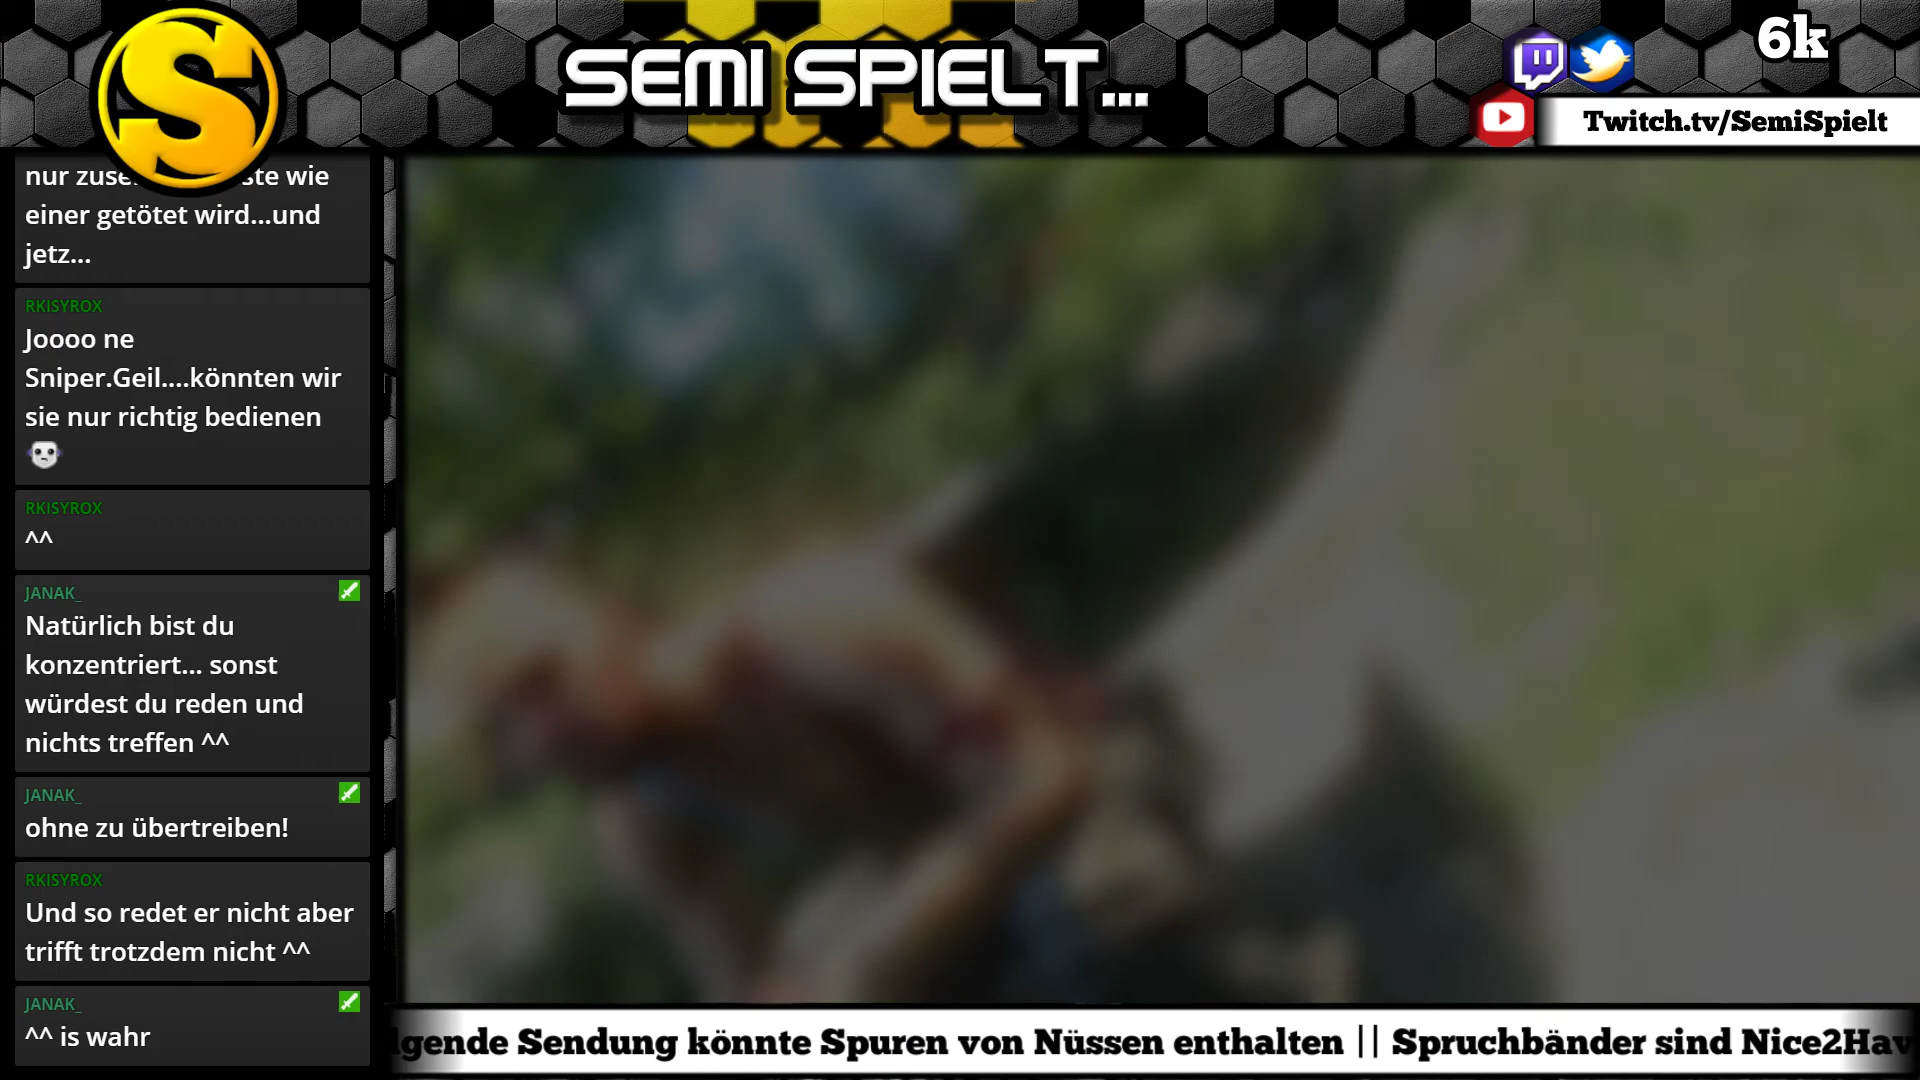 S
SEMI SPIELT...
6k
Twitch.tv/SemiSpielt
nur wie
einer getötet wird...und
jetz...
RKISYROX
Joooo ne
Sniper.Geil....könnten wir
sie nur richtig bedienen
RKISYROX
^^
JANAK_
Natürlich bist du
konzentriert... sonst
würdest du reden und
nichts treffen ^^
JANAK_
ohne zu übertreiben!
RKISYROX
Und so redet er nicht aber
trifft trotzdem nicht ^^
JANAK_
^^ is wahr
lgende Sendung könnte Spuren von Nüssen enthalten || Spruchbänder sind Nice2Hav